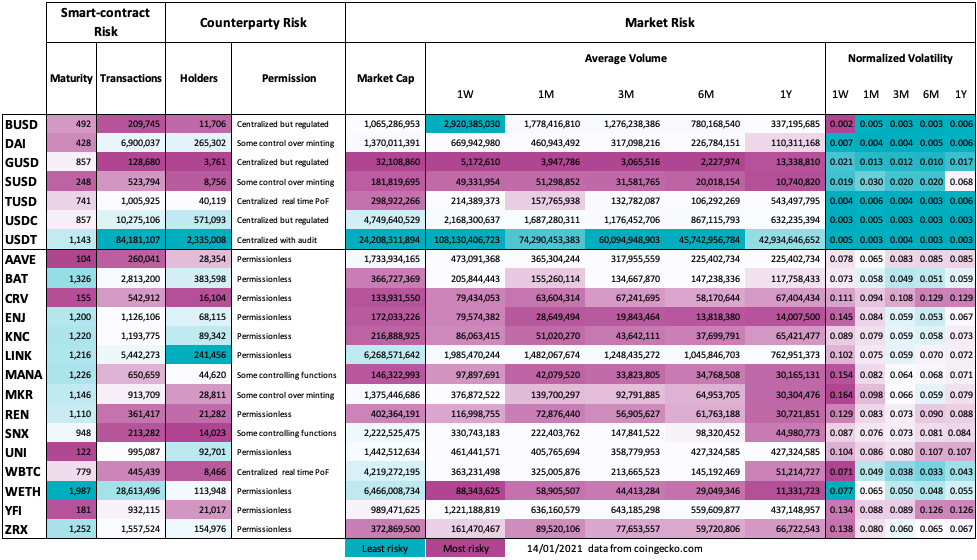 Smart-contract Risk Counterparty Risk Market Risk
Average Volume Normalized Volatility
Maturity Transactions Holders Permission Market Cap 1W 1M 3M 6M 1Y 1W 1M 3M 6M 1Y
BUSD 492 209,745 11,706 Centralized but regulated 1,065,286,953 2,920,385,030 1,778,416,810 1,276,238,386 780,168,540 337,195,685 0.002 0.005 0.003 0.003 0.006
DAI 428 6,900,037 265,302 Some control over minting 1,370,011,391 669,942,980 460,943,492 317,098,216 226,784,151 110,311,168 0.007 0.004 0.004 0.005 0.006
GUSD 857 128,680 3,761 Centralized but regulated 32,108,860 5,172,610 3,947,786 3,065,516 2,227,974 13,338,810 0.021 0.013 0.012 0.010 0.017
SUSD 248 523,794 8,756 Some control over minting 181,819,695 49,331,954 51,298,852 31,581,765 20,018,154 10,740,820 0.019 0.030 0.020 0.020 0.068
TUSD 741 1,005,925 40,119 Centralized real time PoF 298,922,266 214,389,373 157,765,938 132,782,087 106,292,269 543,497,795 0.004 0.006 0.003 0.003 0.006
USDC 857 10,275,106 571,093 Centralized but regulated 4,749,640,529 2,168,300,637 1,687,280,311 1,176,452,706 867,115,793 632,235,394 0.003 0.005 0.003 0.003 0.003
USDT 1,143 84,181,107 2,335,008 Centralized with audit 24,208,311,894 108,130,406,723 74,290,453,383 60,094,948,903 45,742,956,784 42,934,646,652 0.005 0.003 0.004 0.004 0.003
AAVE 104 260,041 28,354 Permissionless 1,733,934,165 473,091,368 365,304,244 317,955,559 225,402,734 225,402,734 0.078 0.065 0.083 0.085 0.085
BAT 1,326 2,813,200 383,598 Permissionless 366,727,369 205,844,443 155,260,114 134,667,870 147,238,336 117,758,433 0.073 0.058 0.049 0.051 0.059
CRV 155 542,912 16,104 Permissionless 133,931,550 79,434,053 63,604,314 67,241,695 58,170,644 67,404,434 0.111 0.094 0.108 0.129 0.129
ENJ 1,200 1,126,106 68,115 Permissionless 172,033,226 79,574,382 28,649,494 19,843,464 13,818,380 14,007,500 0.145 0.084 0.059 0.053 0.067
KNC 1,220 1,193,775 89,342 Permissionless 216,888,925 86,063,415 51,020,270 43,642,111 37,699,791 65,421,477 0.089 0.079 0.059 0.058 0.073
LINK 1,216 5,442,273 241,456 Permissionless 6,268,571,642 1,985,470,244 1,482,067,674 1,248,435,272 1,045,846,703 762,951,373 0.102 0.075 0.059 0.070 0.072
MANA 1,226 650,659 44,620 Some controlling functions 146,322,993 97,897,691 42,079,520 33,823,805 34,768,508 30,165,131 0.154 0.082 0.064 0.068 0.071
MKR 1,146 913,709 28,811 Some control over minting 1,375,446,686 376,872,522 139,700,297 92,791,885 64,953,705 30,304,476 0.164 0.098 0.066 0.059 0.079
REN 1,110 361,417 21,282 Permissionless 402,364,191 116,998,755 72,876,440 56,905,627 61,763,188 30,721,851 0.129 0.083 0.073 0.090 0.088
SNX 948 213,282 14,023 Some controlling functions 2,222,525,475 330,743,183 222,403,762 147,841,522 98,320,452 44,980,773 0.087 0.076 0.073 0.081 0.084
UNI 122 995,087 92,701 Permissionless 1,442,512,634 461,441,571 405,765,694 358,779,953 427,324,585 427,324,585 0.104 0.086 0.080 0.107 0.107
WBTC 779 445,439 8,466 Centralized real time PoF 4,219,272,195 363,231,498 325,005,876 213,665,523 145,192,469 51,214,727 0.071 0.049 0.038 0.033 0.043
WETH 1,987 28,613,496 113,948 Permissionless 6,466,008,734 88,343,625 58,905,507 44,413,284 29,049,346 11,331,723 0.077 0.065 0.050 0.048 0.055
YFI 181 932,115 21,017 Permissionless 989,471,625 1,221,188,819 636,160,579 643,185,298 559,609,877 437,148,957 0.134 0.088 0.089 0.126 0.126
ZRX 1,252 1,557,524 154,976 Permissionless 372,869,500 161,470,467 89,520,106 77,653,557 59,720,806 66,722,543 0.138 0.080 0.060 0.065 0.067
Least risky Most risky 14/01/2021 data from coingecko.com